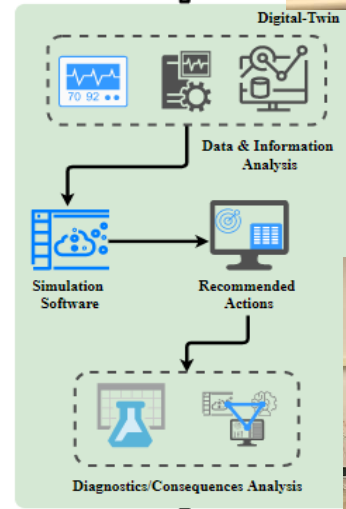 Digital-Twin
70 92
Data & Information
Analysis
Simulation
Software
Recommended
Actions
Diagnostics/Consequences Analysis